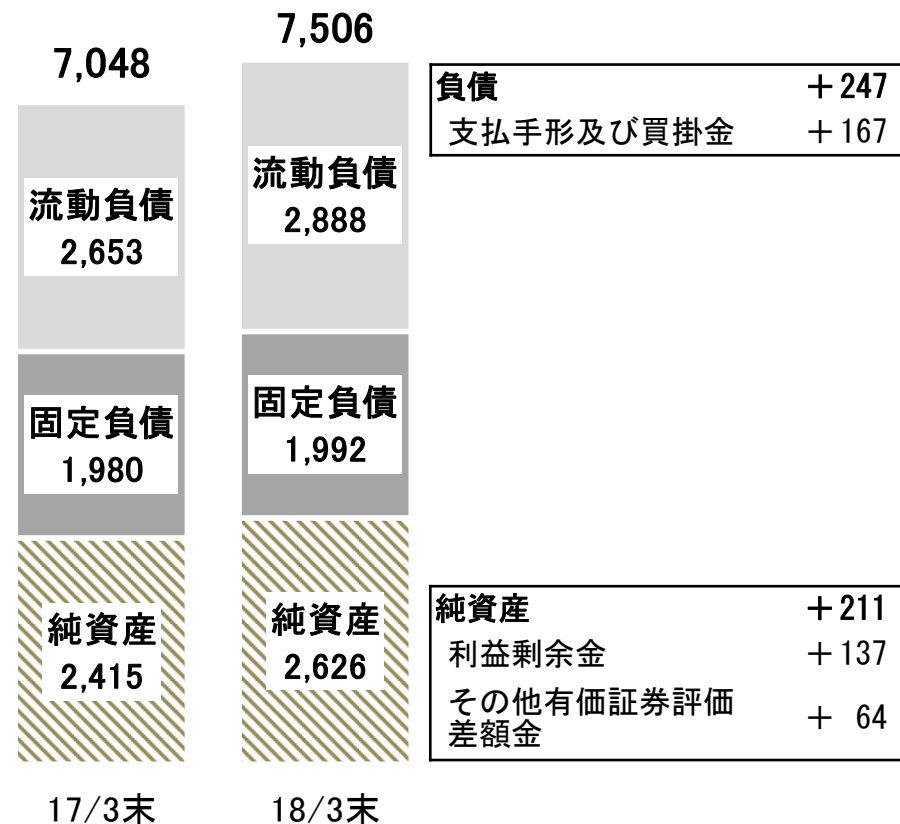 7,048
流動負債
2,653
固定負債
1,980
純資産
2,415
17/3末
7,506
流動負債
2,888
固定負債
1,992
純資産
2,626
18/3末
負債 +247
支払手形及び買掛金 +167
純資産 +211
利益剰余金 +137
その他有価証券評価
差額金 + 64